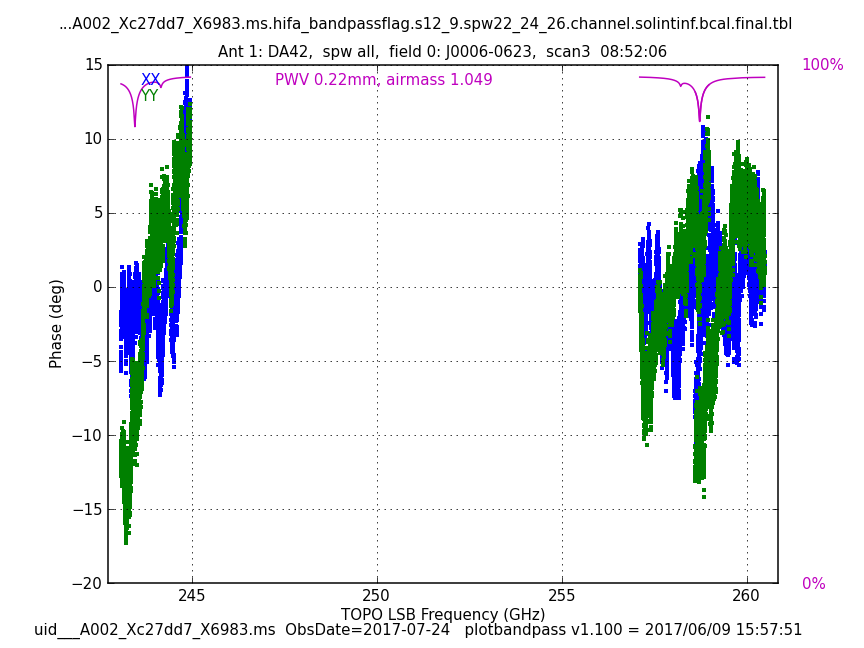 ...A002_Xc27dd7_X6983.ms.hifa_bandpassflag.s12_9.spw22_24_26.channel.solintinf.bcal.final.tbl
Ant 1: DA42,  spw all,  field 0: J0006-0623,  scan3  08:52:06
XX
YY
PWV 0.22mm, airmass 1.049
100%
0%
15
10
5
0
−5
−10
−15
−20
Phase (deg)
245
250
255
260
TOPO LSB Frequency (GHz)
uid___A002_Xc27dd7_X6983.ms  ObsDate=2017-07-24   plotbandpass v1.100 = 2017/06/09 15:57:51